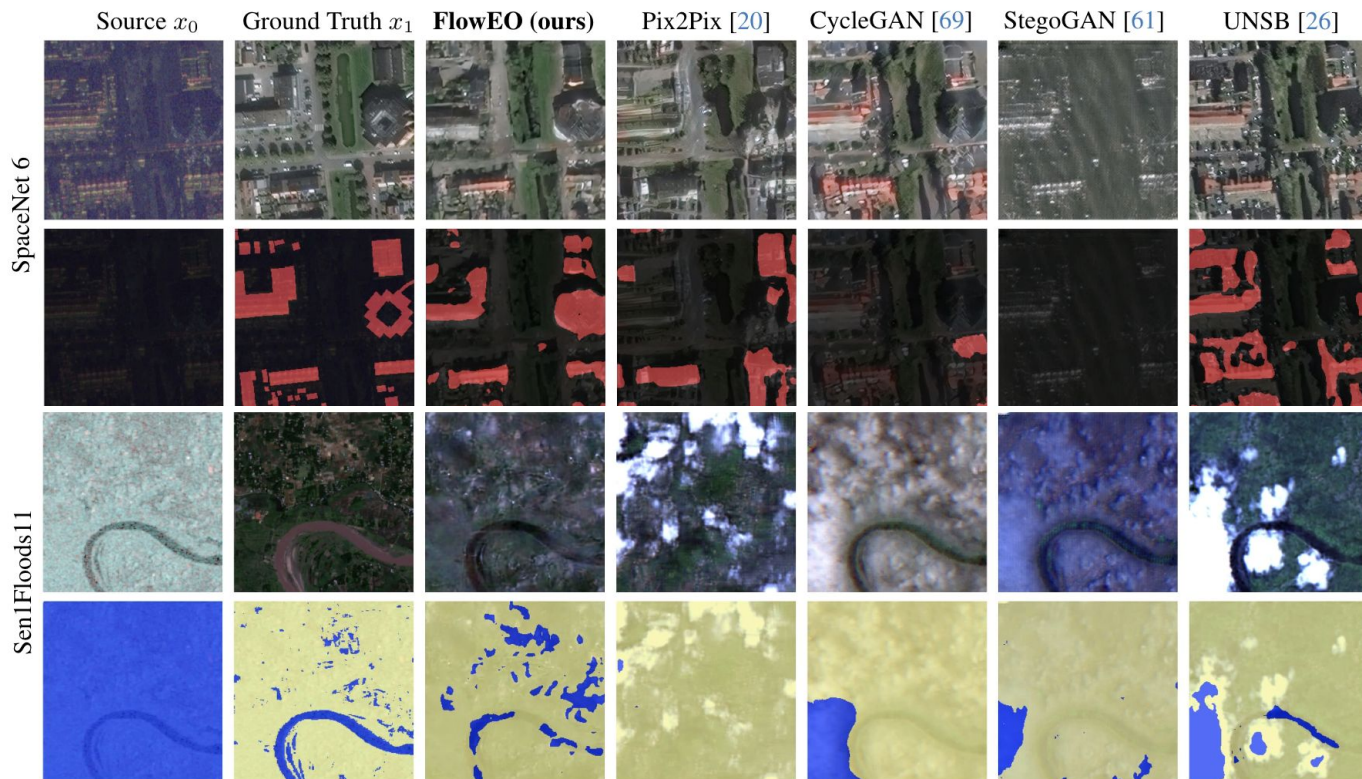 Source x₀ Ground Truth x₁ FlowEO (ours) Pix2Pix [20] CycleGAN [69] StegoGAN [61] UNSB [26]
SpaceNet 6
Sen1Floods11